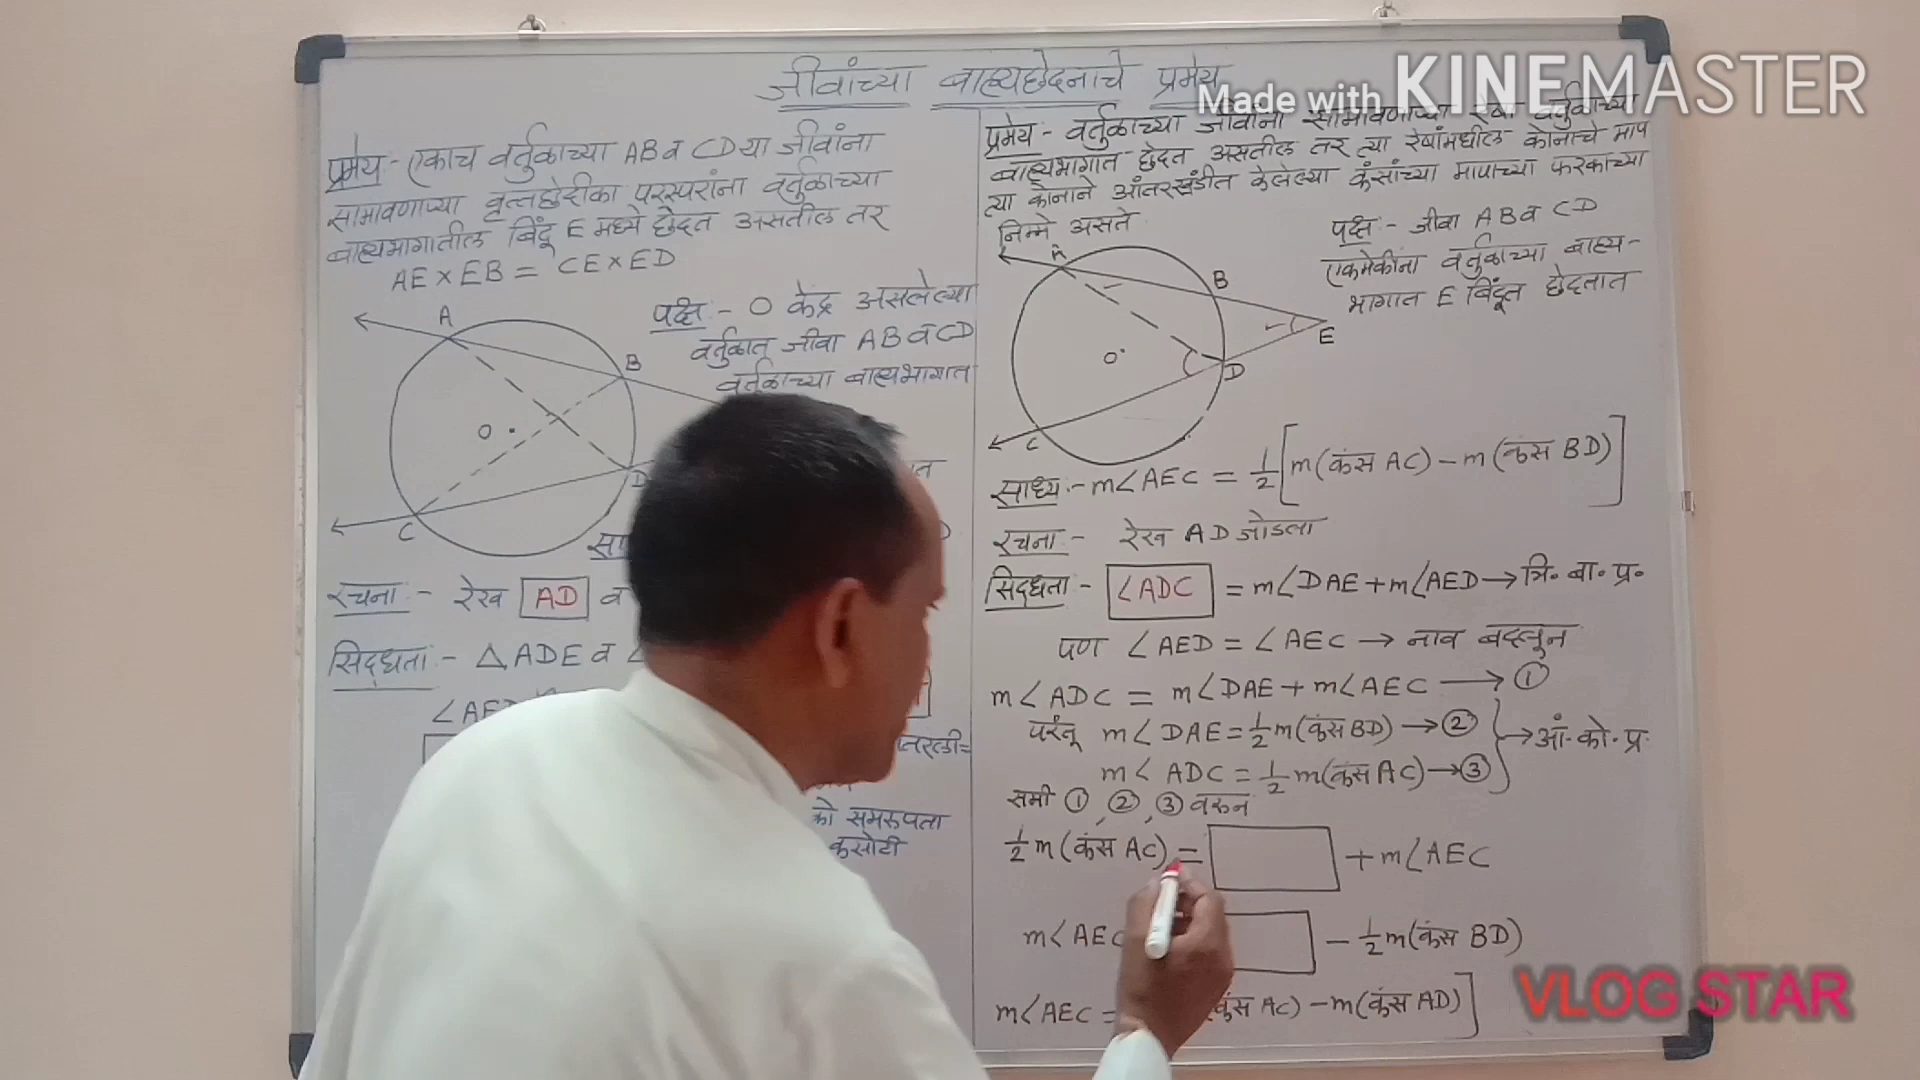 जीवांच्या बाह्यछेदनाचे प्रमेय
Made with KINEMASTER
प्रमेय:- एकाच वर्तुळाच्या AB व CD या जीवांना
सामावणाऱ्या वृत्तछेदीका परस्परांना वर्तुळाच्या
बाह्यभागातील बिंदू E मध्ये छेदत असतील तर
AE × EB = CE × ED
पक्ष:- O केंद्र असलेल्या
वर्तुळात जीवा AB व CD
वर्तुळाच्या बाह्यभागात
A
B
O
D
C
रचना:- रेख AD व
सिद्धता:- △ADE व ∠
∠AED
को समरुपता
कसोटी
प्रमेय:- वर्तुळाच्या जीवांना सामावणाऱ्या रेषा वर्तुळाच्या
बाह्यभागात छेदत असतील तर त्या रेषांमधील कोनाचे माप
त्या कोनाने आंतरखंडीत केलेल्या कंसांच्या मापाच्या फरकाच्या
निम्मे असते
पक्ष:- जीवा AB व CD
एकमेकींना वर्तुळाच्या बाह्य-
भागात E बिंदूत छेदतात
A
B
E
O
D
C
साध्य:- m∠AEC = 1/2 [m(कंस AC) - m(कंस BD)]
रचना:- रेख AD जोडला
सिद्धता- ∠ADC = m∠DAE + m∠AED → त्रि. बा. प्र.
पण ∠AED = ∠AEC → नाव बदलून
m∠ADC = m∠DAE + m∠AEC → ①
परंतू m∠DAE = 1/2 m(कंस BD) → ②
m∠ADC = 1/2 m(कंस AC) → ③ } → आं. को. प्र.
समी ①, ②, ③ वरून
1/2 m(कंस AC) = + m∠AEC
m∠AEC - 1/2 m(कंस BD)
m∠AEC = (कंस AC) - m(कंस AD)]
VLOG STAR